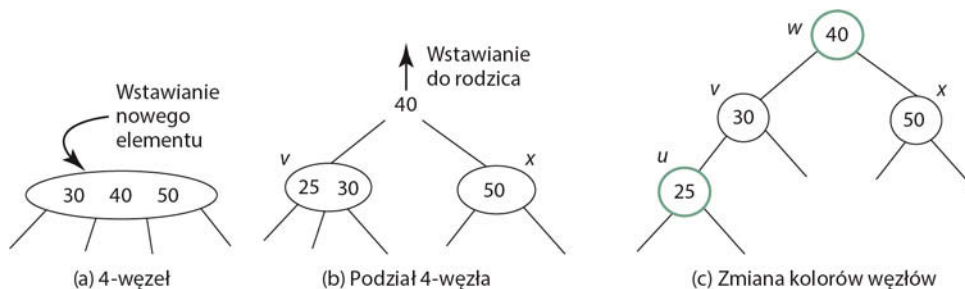 Wstawianie
nowego
elementu
30 40 50
(a) 4-węzeł
Wstawianie
do rodzica
40
v
x
25 30
50
(b) Podział 4-węzła
w
40
v
x
30
50
u
25
(c) Zmiana kolorów węzłów